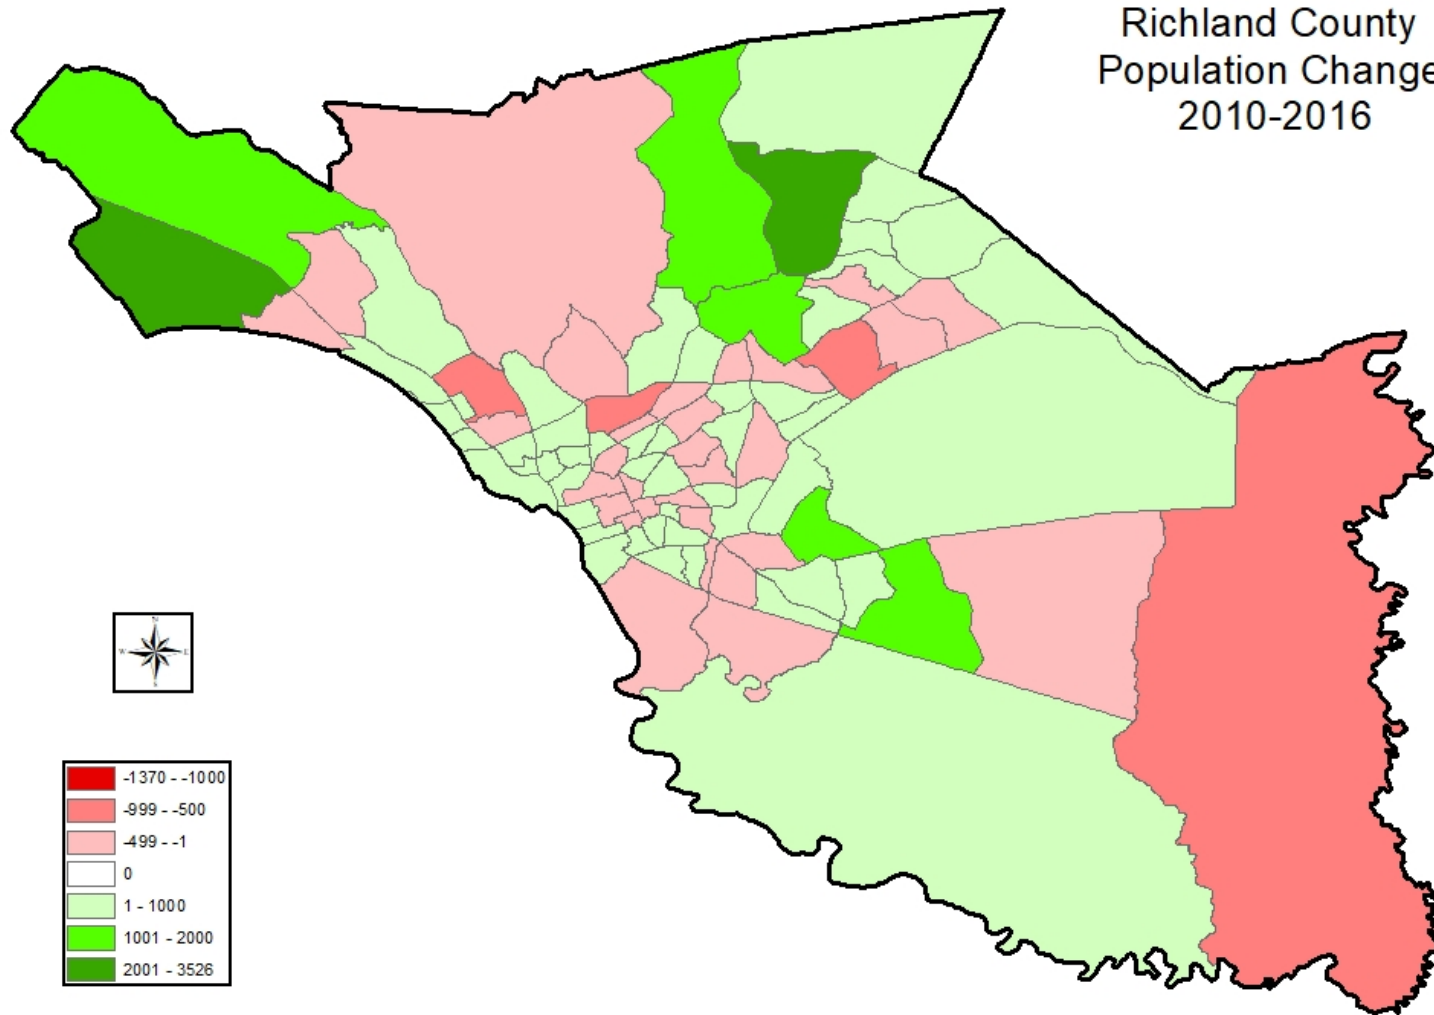 Richland County
Population Change
2010-2016
N
W
E
S
-1370 - -1000
-999 - -500
-499 - -1
0
1 - 1000
1001 - 2000
2001 - 3526